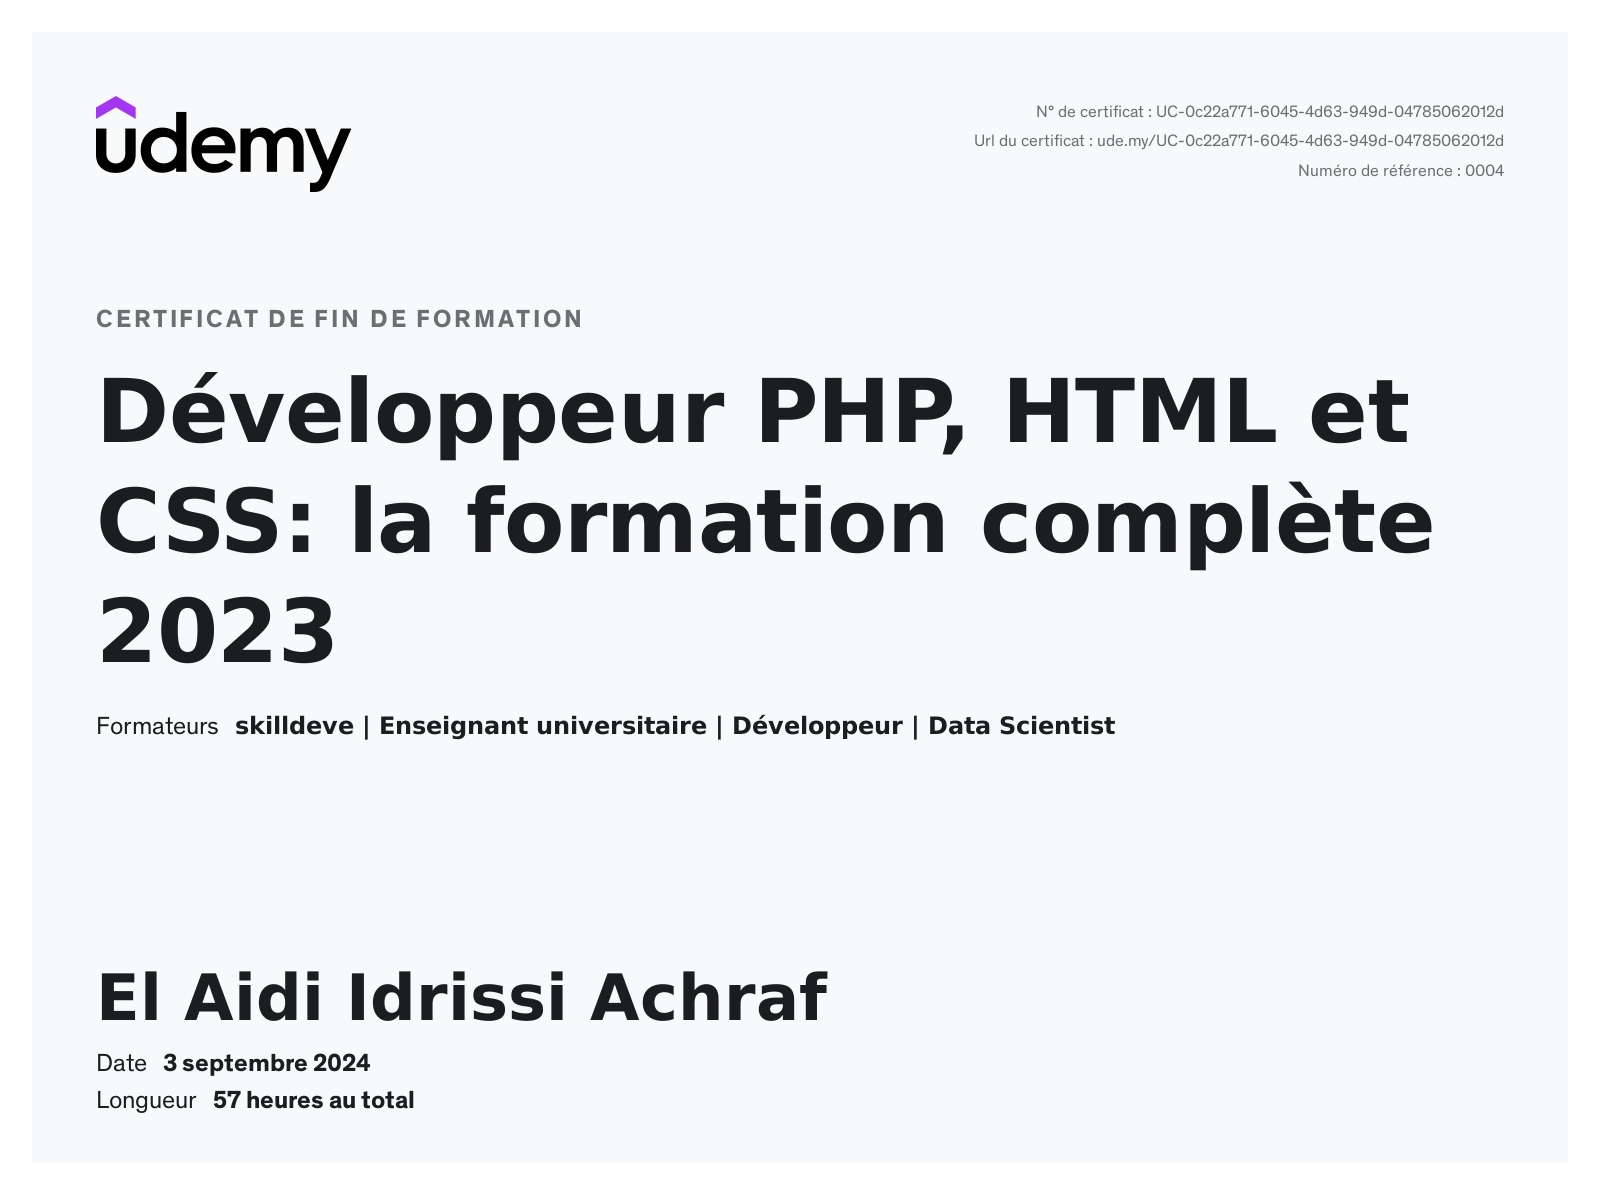 udemy
N° de certificat : UC-0c22a771-6045-4d63-949d-04785062012d
Url du certificat : ude.my/UC-0c22a771-6045-4d63-949d-04785062012d
Numéro de référence : 0004
CERTIFICAT DE FIN DE FORMATION
Développeur PHP, HTML et
CSS: la formation complète
2023
Formateurs skilldeve | Enseignant universitaire | Développeur | Data Scientist
El Aidi Idrissi Achraf
Date 3 septembre 2024
Longueur 57 heures au total